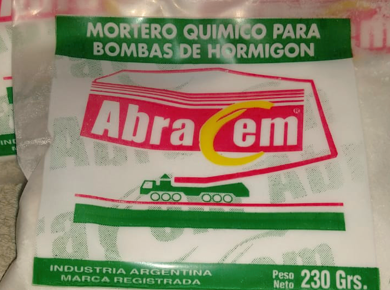 MORTERO QUIMICO PARA
BOMBAS DE HORMIGON
AbraCem®
INDUSTRIA ARGENTINA
MARCA REGISTRADA
Peso
Neto 230 Grs.